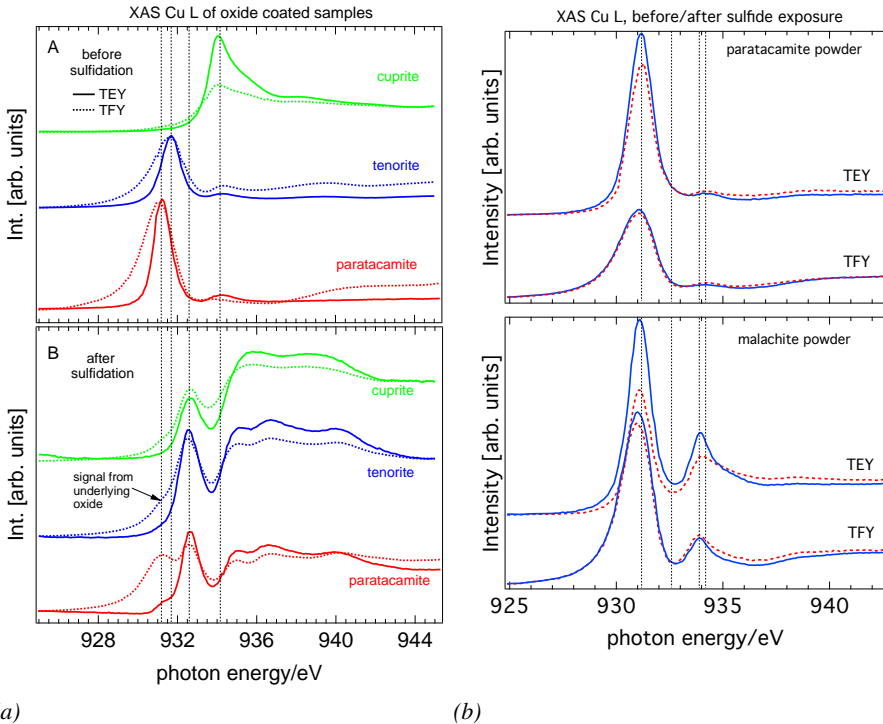 XAS Cu L of oxide coated samples
A
before
sulfidation
TEY
TFY
cuprite
tenorite
paratacamite
Int. [arb. units]
B
after
sulfidation
cuprite
tenorite
signal from
underlying
oxide
paratacamite
Int. [arb. units]
928 932 936 940 944
photon energy/eV
a)
XAS Cu L, before/after sulfide exposure
paratacamite powder
TEY
TFY
Intensity [arb. units]
malachite powder
TEY
TFY
Intensity [arb. units]
925 930 935 940
photon energy/eV
(b)